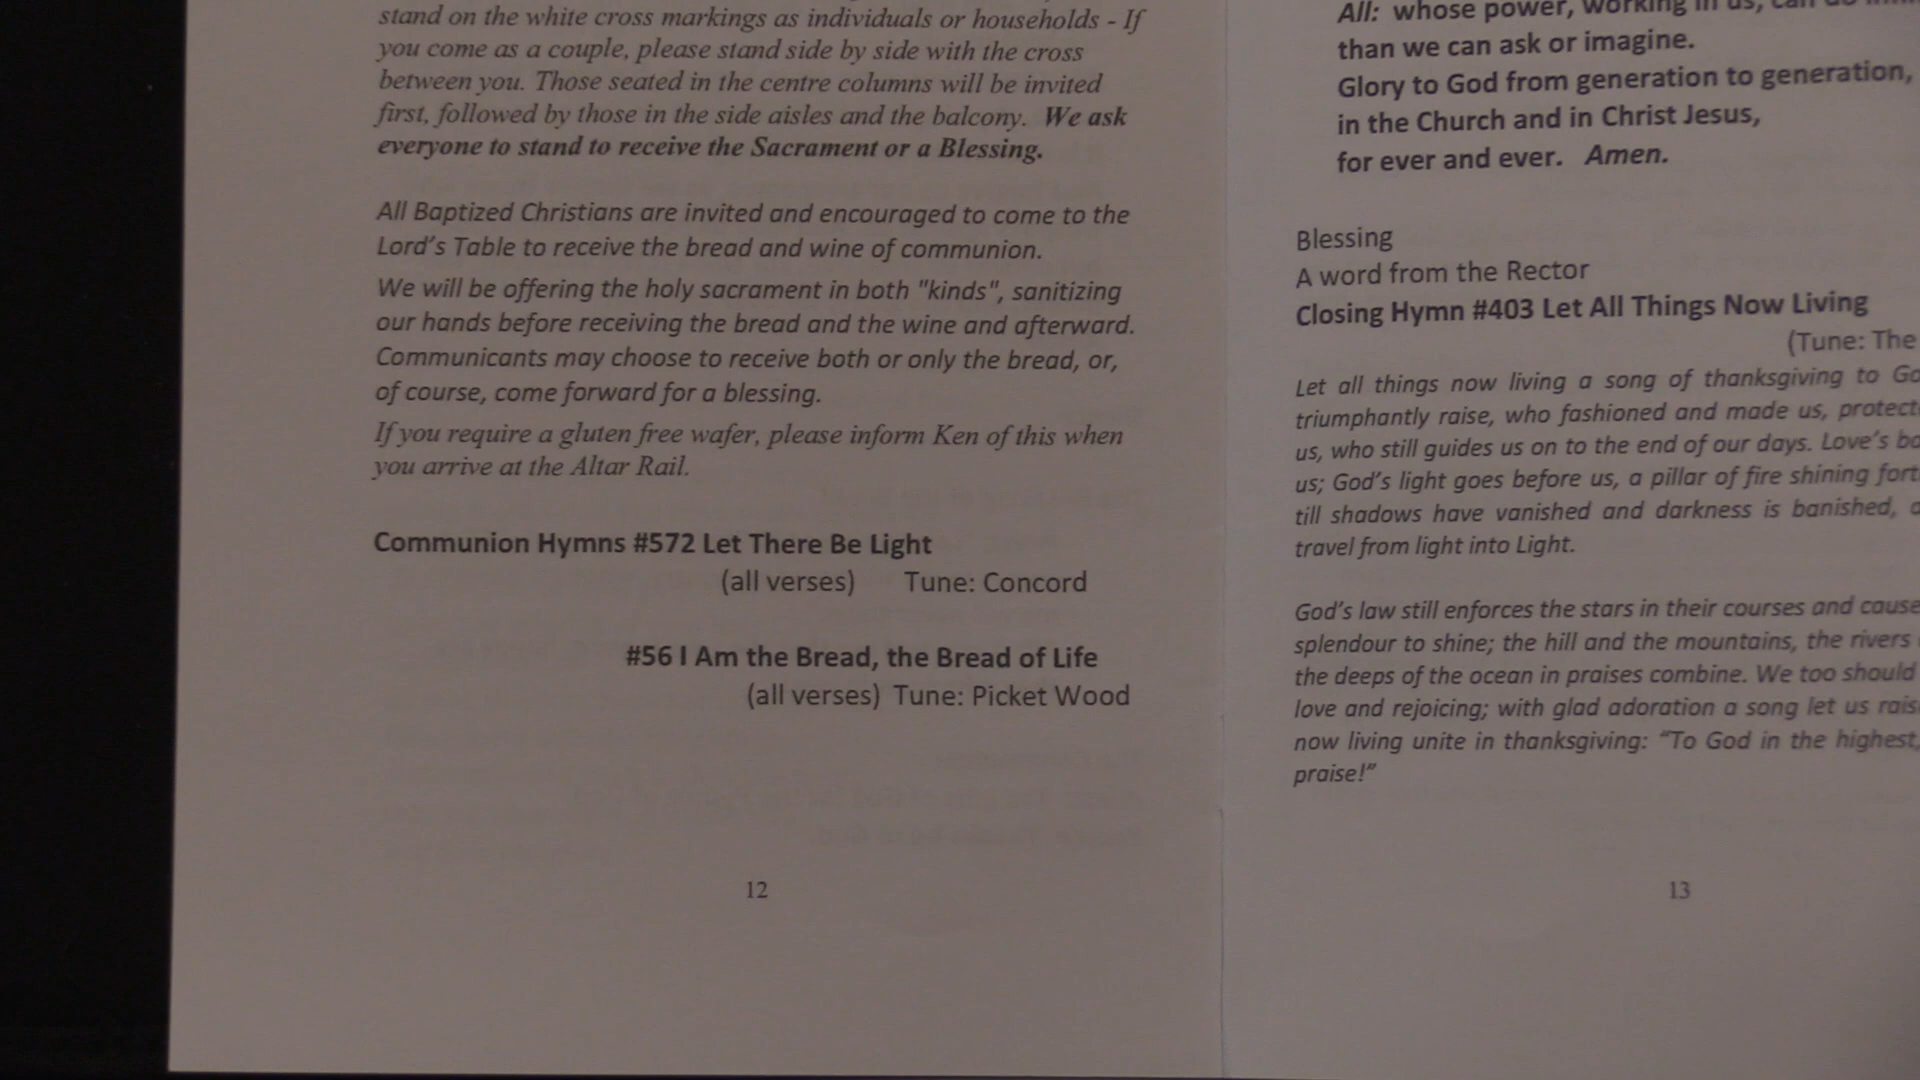 stand on the white cross markings as individuals or households - If
you come as a couple, please stand side by side with the cross
between you. Those seated in the centre columns will be invited
first, followed by those in the side aisles and the balcony. We ask
everyone to stand to receive the Sacrament or a Blessing.
All Baptized Christians are invited and encouraged to come to the
Lord's Table to receive the bread and wine of communion.
We will be offering the holy sacrament in both "kinds", sanitizing
our hands before receiving the bread and the wine and afterward.
Communicants may choose to receive both or only the bread, or,
of course, come forward for a blessing.
If you require a gluten free wafer, please inform Ken of this when
you arrive at the Altar Rail.
Communion Hymns #572 Let There Be Light
(all verses) Tune: Concord
#56 I Am the Bread, the Bread of Life
(all verses) Tune: Picket Wood
12
All: whose power, working in us, can do
than we can ask or imagine.
Glory to God from generation to generation,
in the Church and in Christ Jesus,
for ever and ever. Amen.
Blessing
A word from the Rector
Closing Hymn #403 Let All Things Now Living
(Tune: The
Let all things now living a song of thanksgiving to
triumphantly raise, who fashioned and made us,
us, who still guides us on to the end of our days. Love's
us; God's light goes before us, a pillar of fire shining
till shadows have vanished and darkness is banished,
travel from light into Light.
God's law still enforces the stars in their courses and
splendour to shine; the hill and the mountains, the rivers
the deeps of the ocean in praises combine. We too should
love and rejoicing; with glad adoration a song let us
now living unite in thanksgiving: “To God in the highest,
praise!”
13